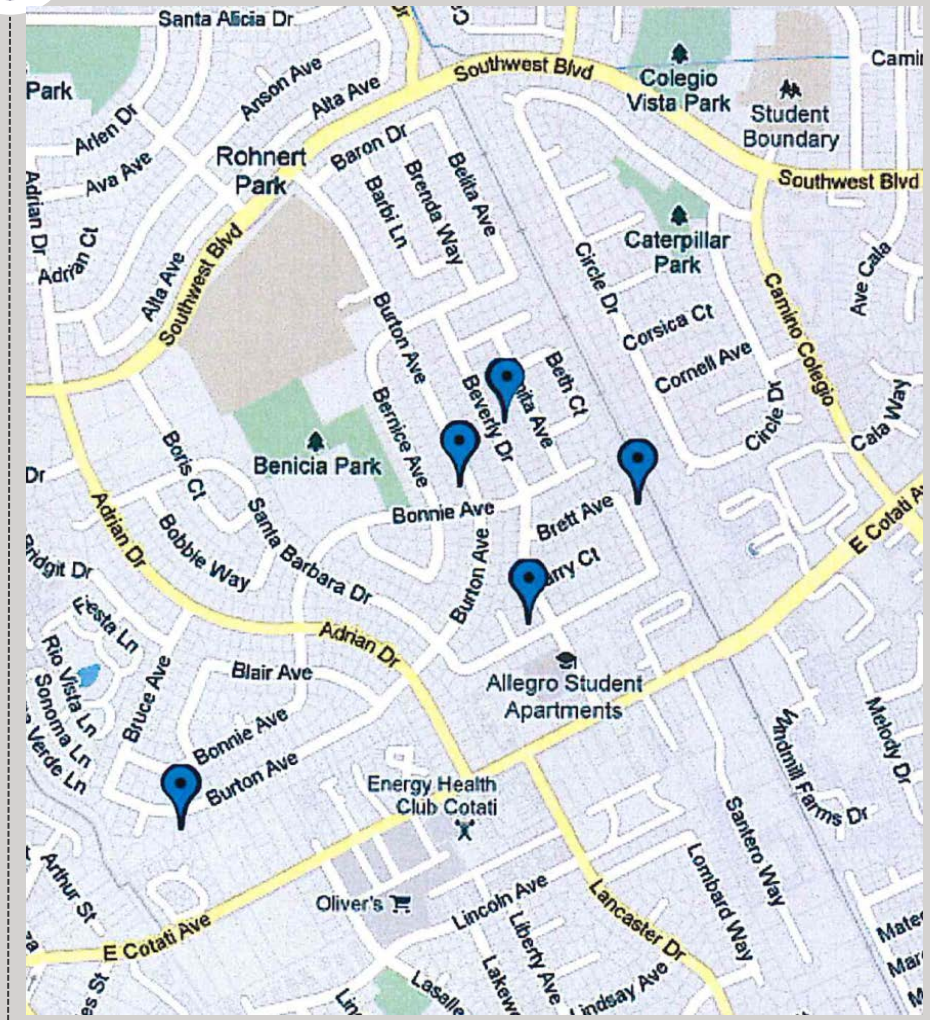 Santa Alicia Dr
Dr
Southwest Blvd
Colegio
Vista Park
Student
Boundary
Park
Anson Ave
Alta Ave
Arlen Dr
Rohnert
Park
Baron Dr
Ava Ave
Belita Ave
Brenda Way
Barbi Ln
Southwest Blvd
Adrian Dr
Adrian Ct
Alta Ave
Southwest Blvd
Caterpillar
Park
Circle Dr
Ave Cala
Camino Colegio
Corsica Ct
Burton Ave
Cornell Ave
Beth Ct
Beverly Dr
Bernice Ave
Circle Dr
Cala Way
Boris Ct
Benicia Park
Dr
Bonnie Ave
Brett Ave
E Cotati
Adrian Dr
Bobbie Way
Santa Barbara Dr
Burton Ave
Fiesta Ln
Adrian Dr
Rio Vista Ln
Sonoma Ln
Verde Ln
Bruce Ave
Blair Ave
Allegro Student
Apartments
Bonnie Ave
Burton Ave
Melody Dr
Windmill Farms Dr
Energy Health
Club Cotati
Santero Way
Arthur St
Lombard Way
Oliver's
Lincoln Ave
Lancaster Dr
E Cotati Ave
Liberty Ave
Lindsay Ave